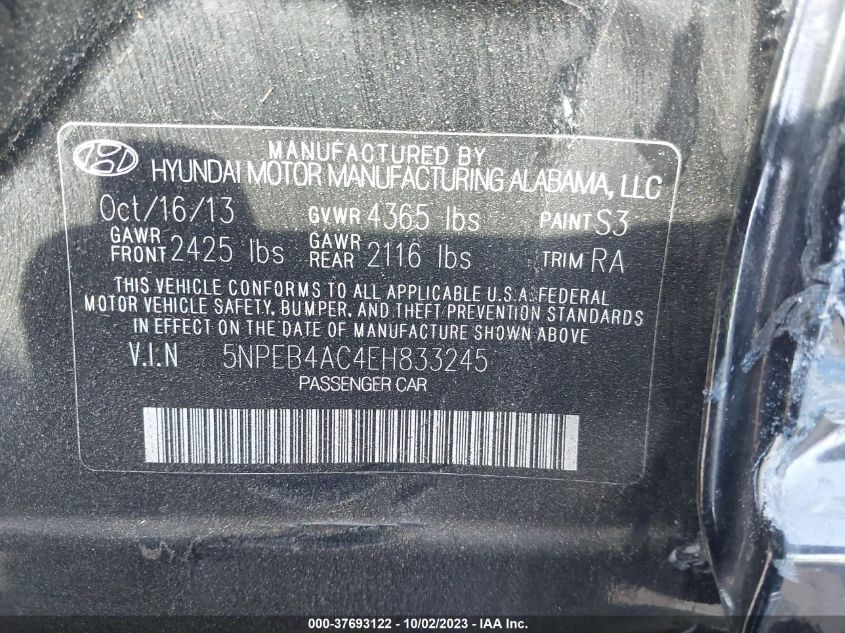 MANUFACTURED BY
HYUNDAI MOTOR MANUFACTURING ALABAMA, LLC
Oct/16/13 GVWR 4365 lbs PAINT S3
GAWR FRONT 2425 lbs GAWR REAR 2116 lbs TRIM RA
THIS VEHICLE CONFORMS TO ALL APPLICABLE U.S.A. FEDERAL
MOTOR VEHICLE SAFETY, BUMPER, AND THEFT PREVENTION STANDARDS
IN EFFECT ON THE DATE OF MANUFACTURE SHOWN ABOVE
V.I.N 5NPEB4AC4EH833245
PASSENGER CAR
000-37693122 - 10/02/2023 - IAA Inc.